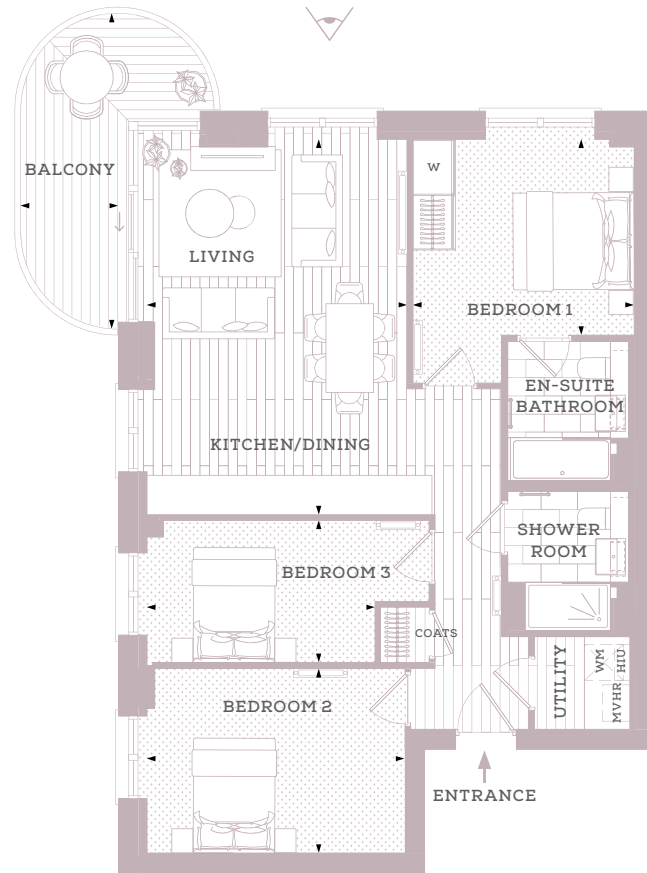 BALCONY
W
LIVING
BEDROOM 1
EN-SUITE
BATHROOM
KITCHEN/DINING
SHOWER
ROOM
BEDROOM 3
COATS
UTILITY
WM
HIU
MVHR
BEDROOM 2
ENTRANCE